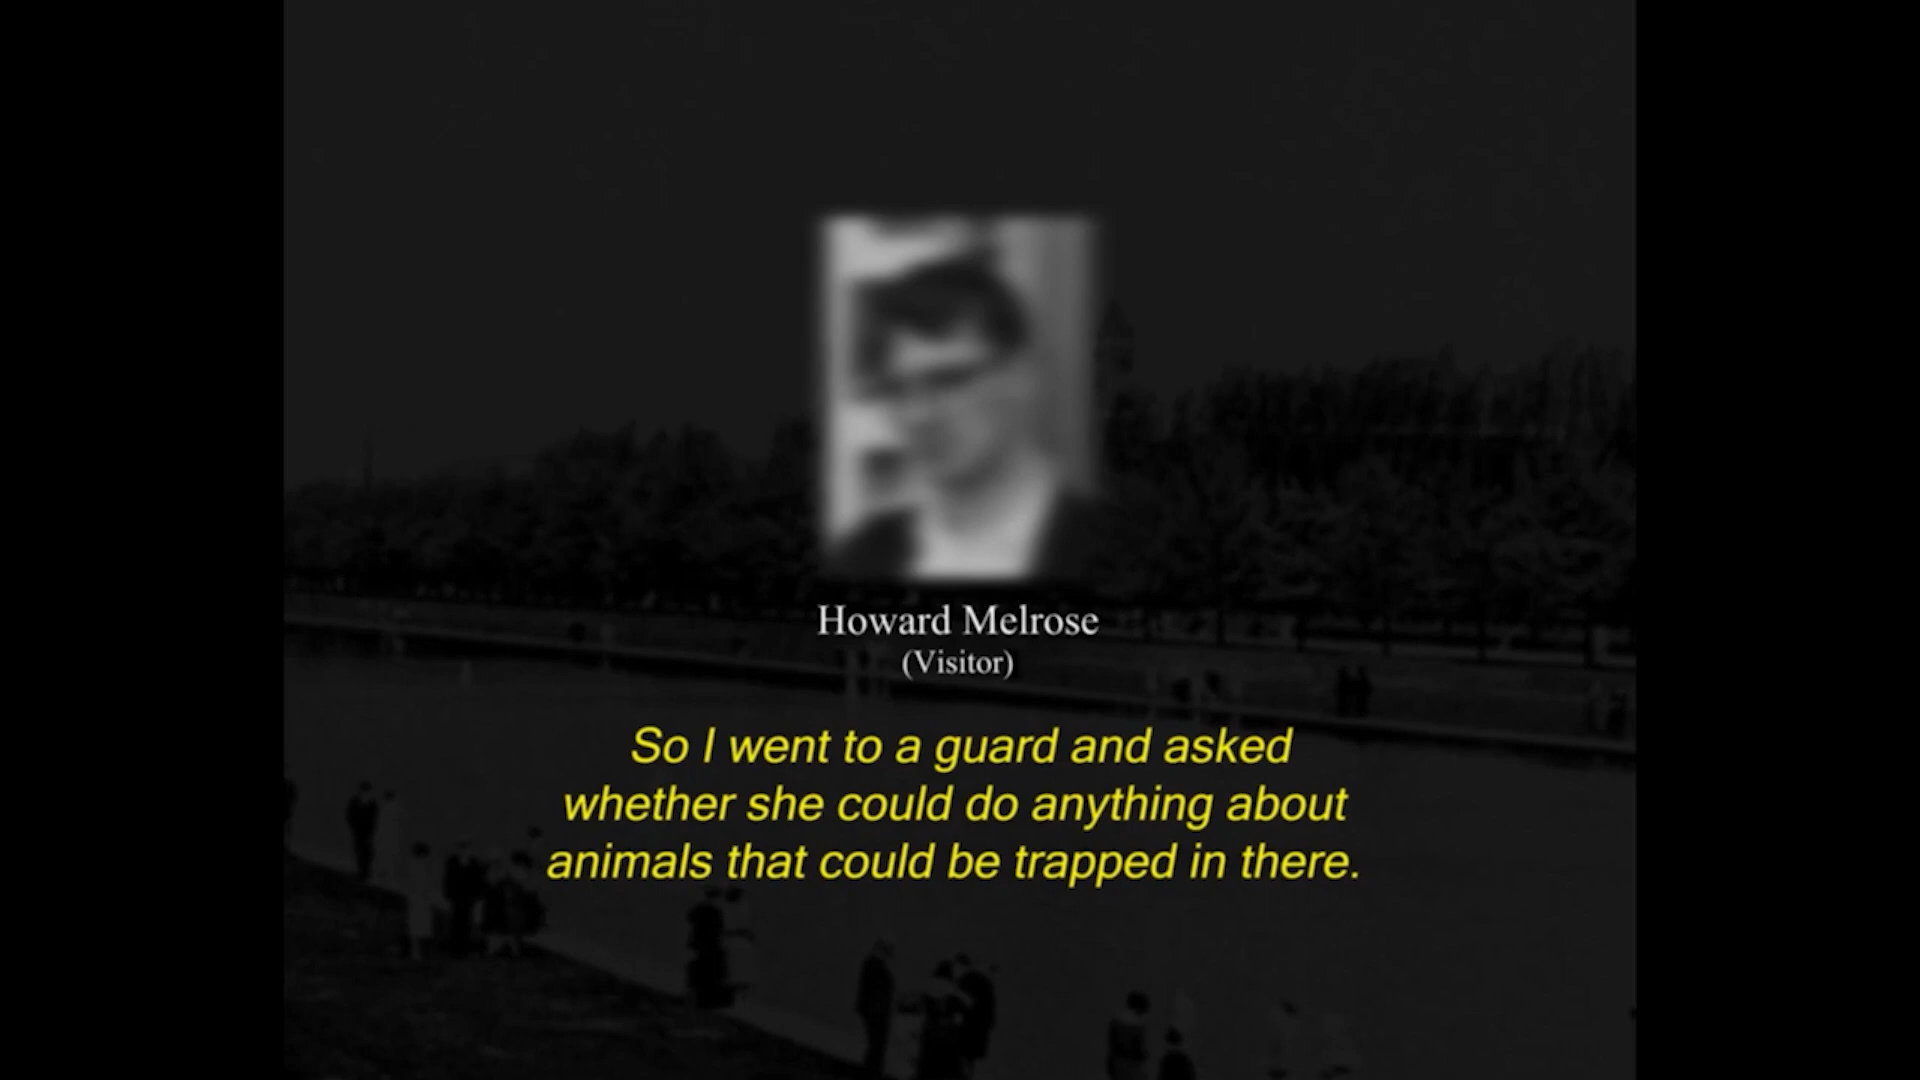 Howard Melrose
(Visitor)
So I went to a guard and asked
whether she could do anything about
animals that could be trapped in there.